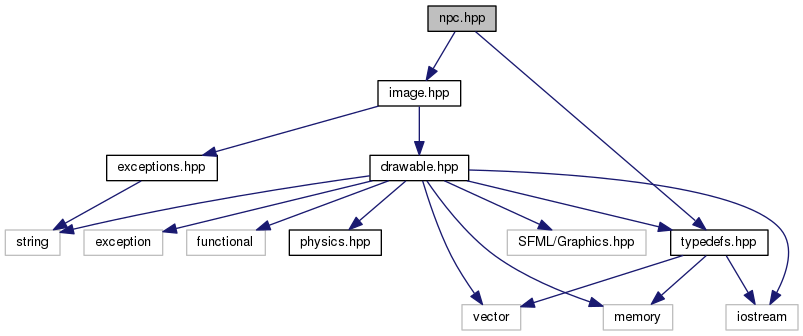 npc.hpp
image.hpp
exceptions.hpp
drawable.hpp
string
exception
functional
physics.hpp
SFML/Graphics.hpp
typedefs.hpp
vector
memory
iostream